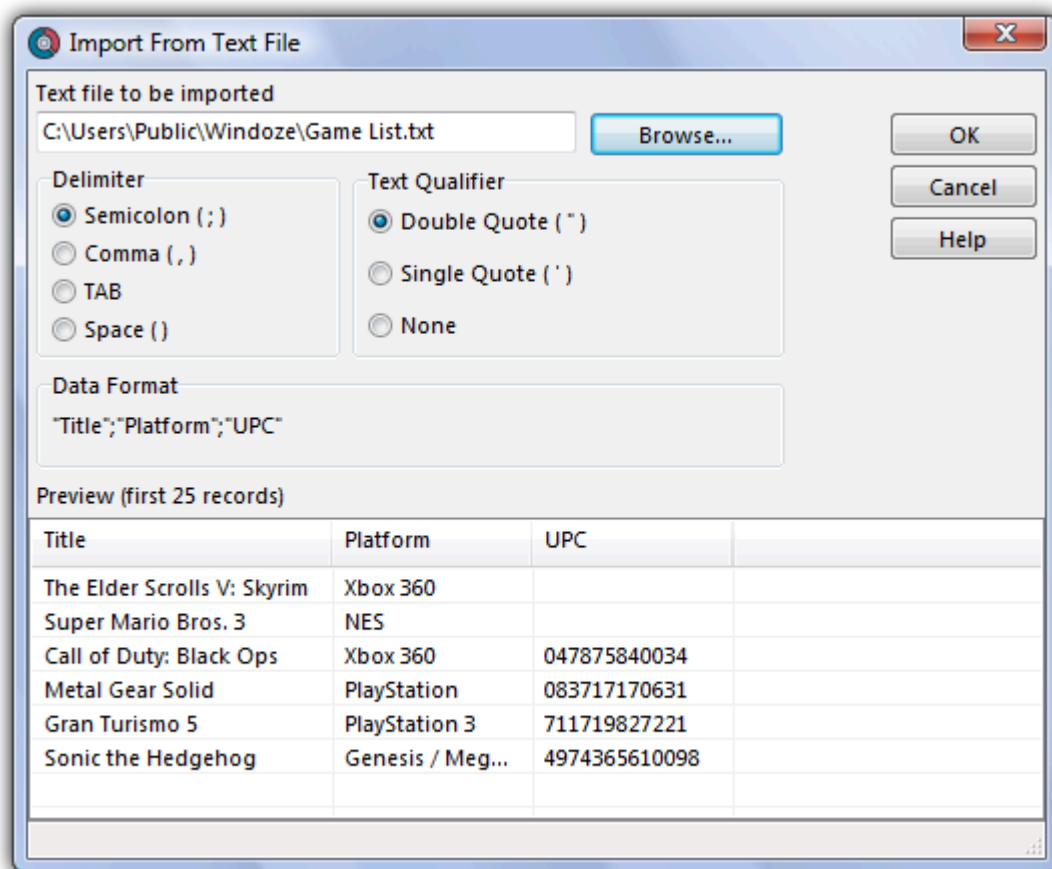 Import From Text File
Text file to be imported
C:\Users\Public\Windoze\Game List.txt
Browse...
OK
Cancel
Help
Delimiter
Semicolon ( ; )
Comma ( , )
TAB
Space ( )
Text Qualifier
Double Quote ( " )
Single Quote ( ' )
None
Data Format
"Title";"Platform";"UPC"
Preview (first 25 records)
Title Platform UPC
The Elder Scrolls V: Skyrim Xbox 360
Super Mario Bros. 3 NES
Call of Duty: Black Ops Xbox 360 047875840034
Metal Gear Solid PlayStation 083717170631
Gran Turismo 5 PlayStation 3 711719827221
Sonic the Hedgehog Genesis / Meg... 4974365610098